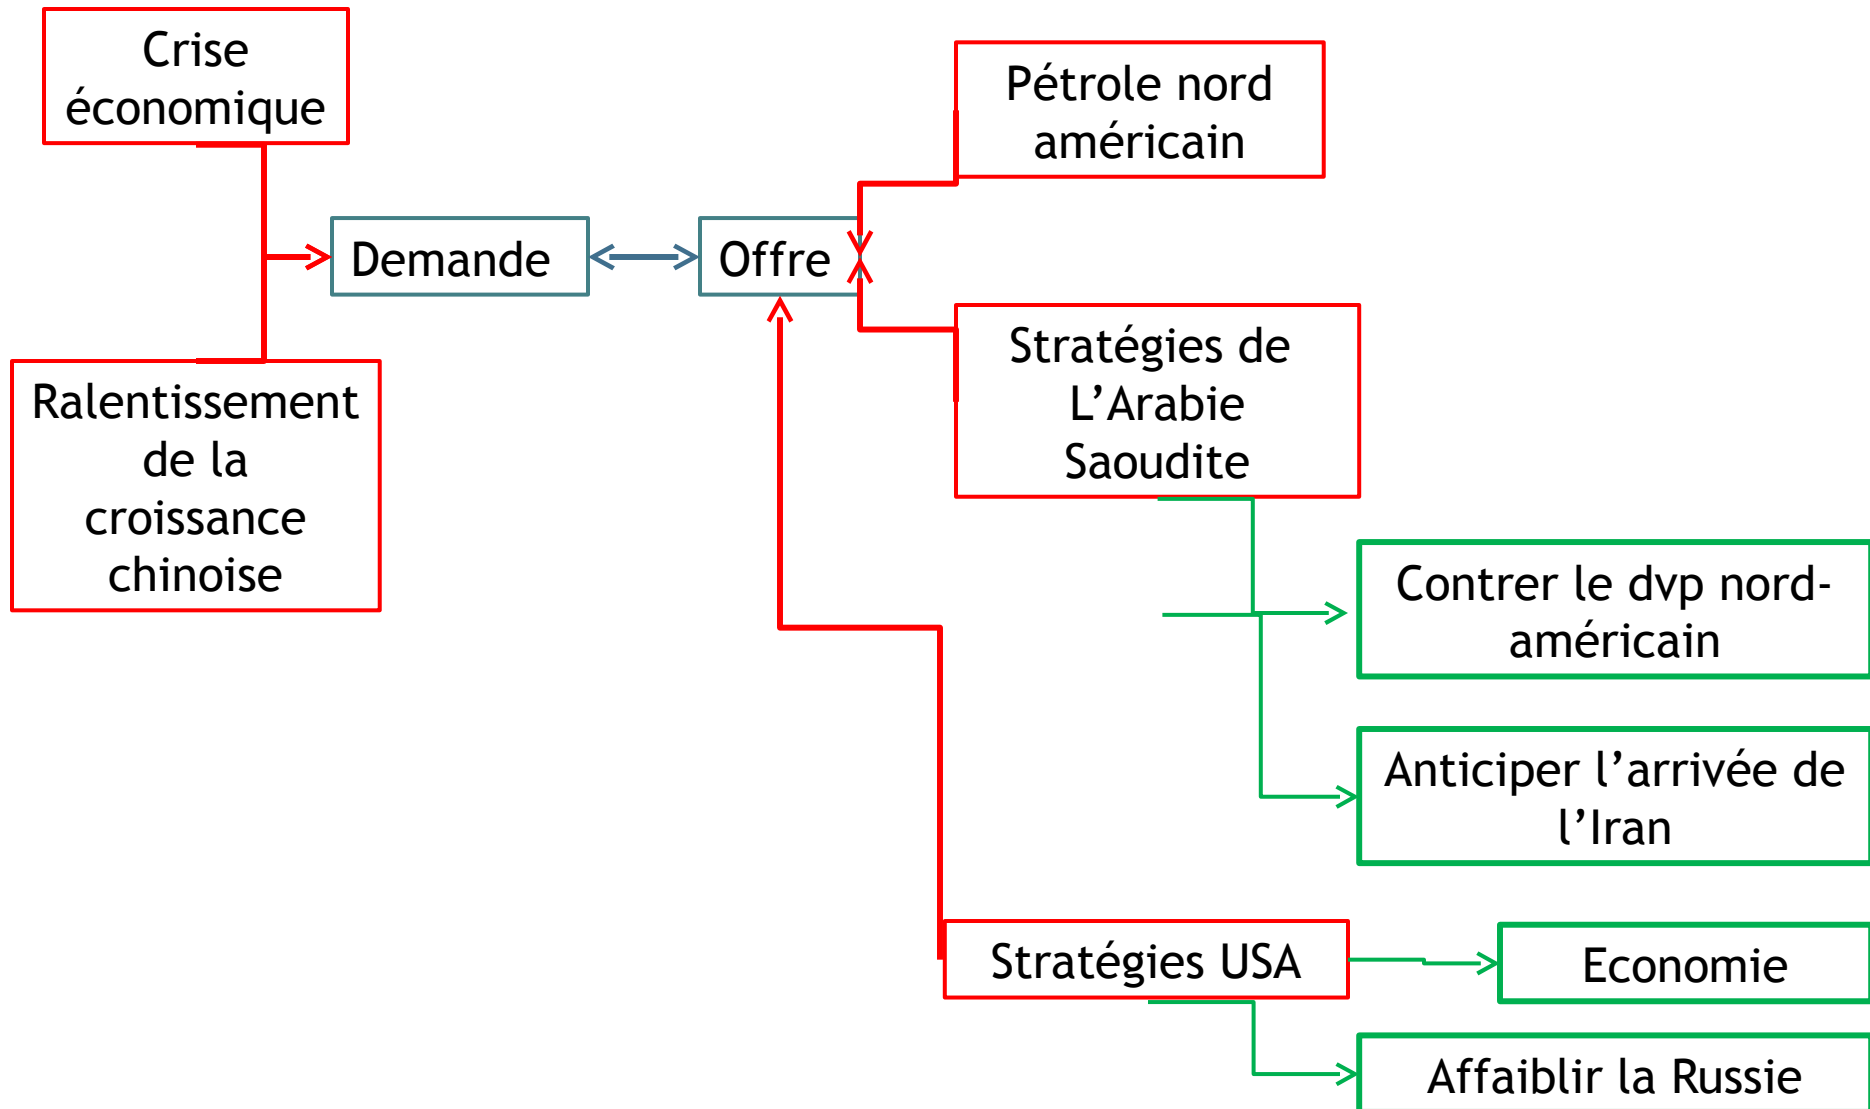 Crise
économique
Pétrole nord
américain
Demande
Offre
Ralentissement
de la
croissance
chinoise
Stratégies de
L’Arabie
Saoudite
Contrer le dvp nord-
américain
Anticiper l’arrivée de
l’Iran
Stratégies USA
Economie
Affaiblir la Russie